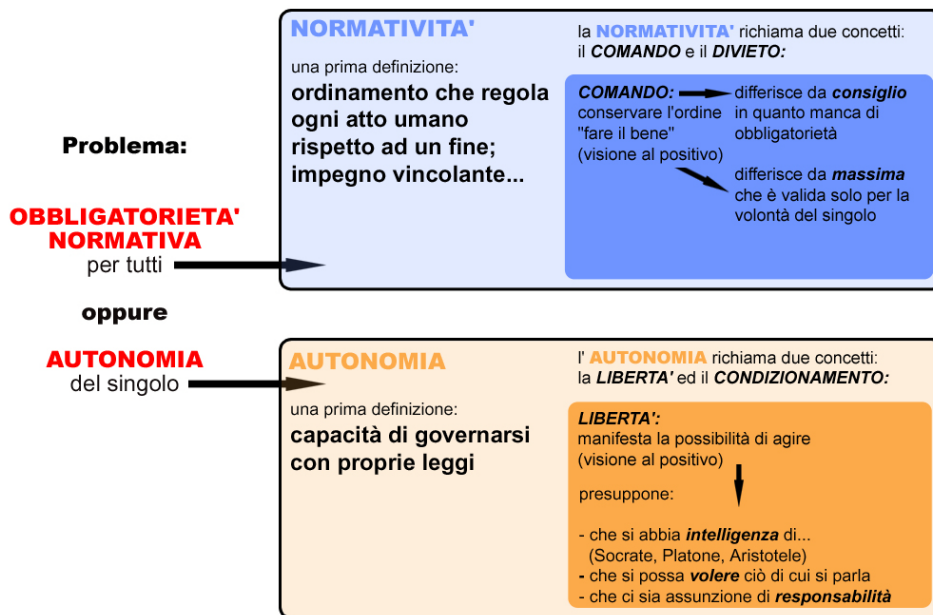 Problema:
OBBLIGATORIETA'
NORMATIVA
per tutti
oppure
AUTONOMIA
del singolo
NORMATIVITA'
una prima definizione:
ordinamento che regola
ogni atto umano
rispetto ad un fine;
impegno vincolante...
la NORMATIVITA' richiama due concetti:
il COMANDO e il DIVIETO:
COMANDO:
conservare l'ordine
"fare il bene"
(visione al positivo)
differisce da consiglio
in quanto manca di
obbligatorietà
differisce da massima
che è valida solo per la
volontà del singolo
AUTONOMIA
una prima definizione:
capacità di governarsi
con proprie leggi
l' AUTONOMIA richiama due concetti:
la LIBERTA' ed il CONDIZIONAMENTO:
LIBERTA':
manifesta la possibilità di agire
(visione al positivo)
presuppone:
- che si abbia intelligenza di...
(Socrate, Platone, Aristotele)
- che si possa volere ciò di cui si parla
- che ci sia assunzione di responsabilità